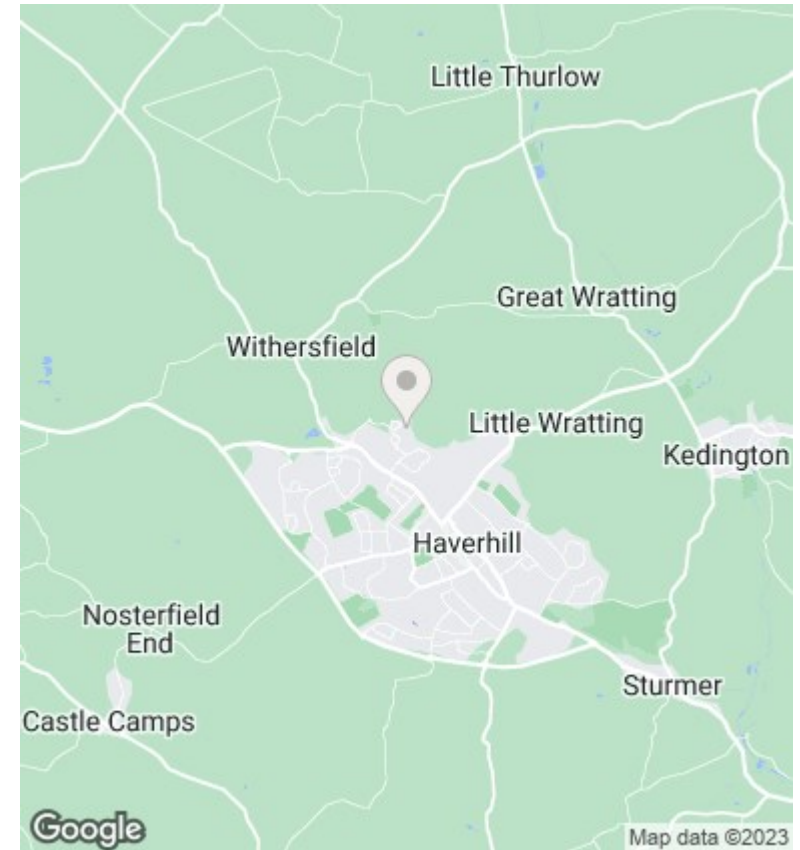 Little Thurlow
Great Wratting
Withersfield
Little Wratting
Kedington
Haverhill
Nosterfield
End
Sturmer
Castle Camps
Google
Map data ©2023